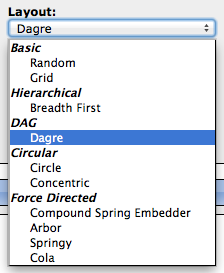 Layout:
Dagre
Basic
Random
Grid
Hierarchical
Breadth First
DAG
Dagre
Circular
Circle
Concentric
Force Directed
Compound Spring Embedder
Arbor
Springy
Cola